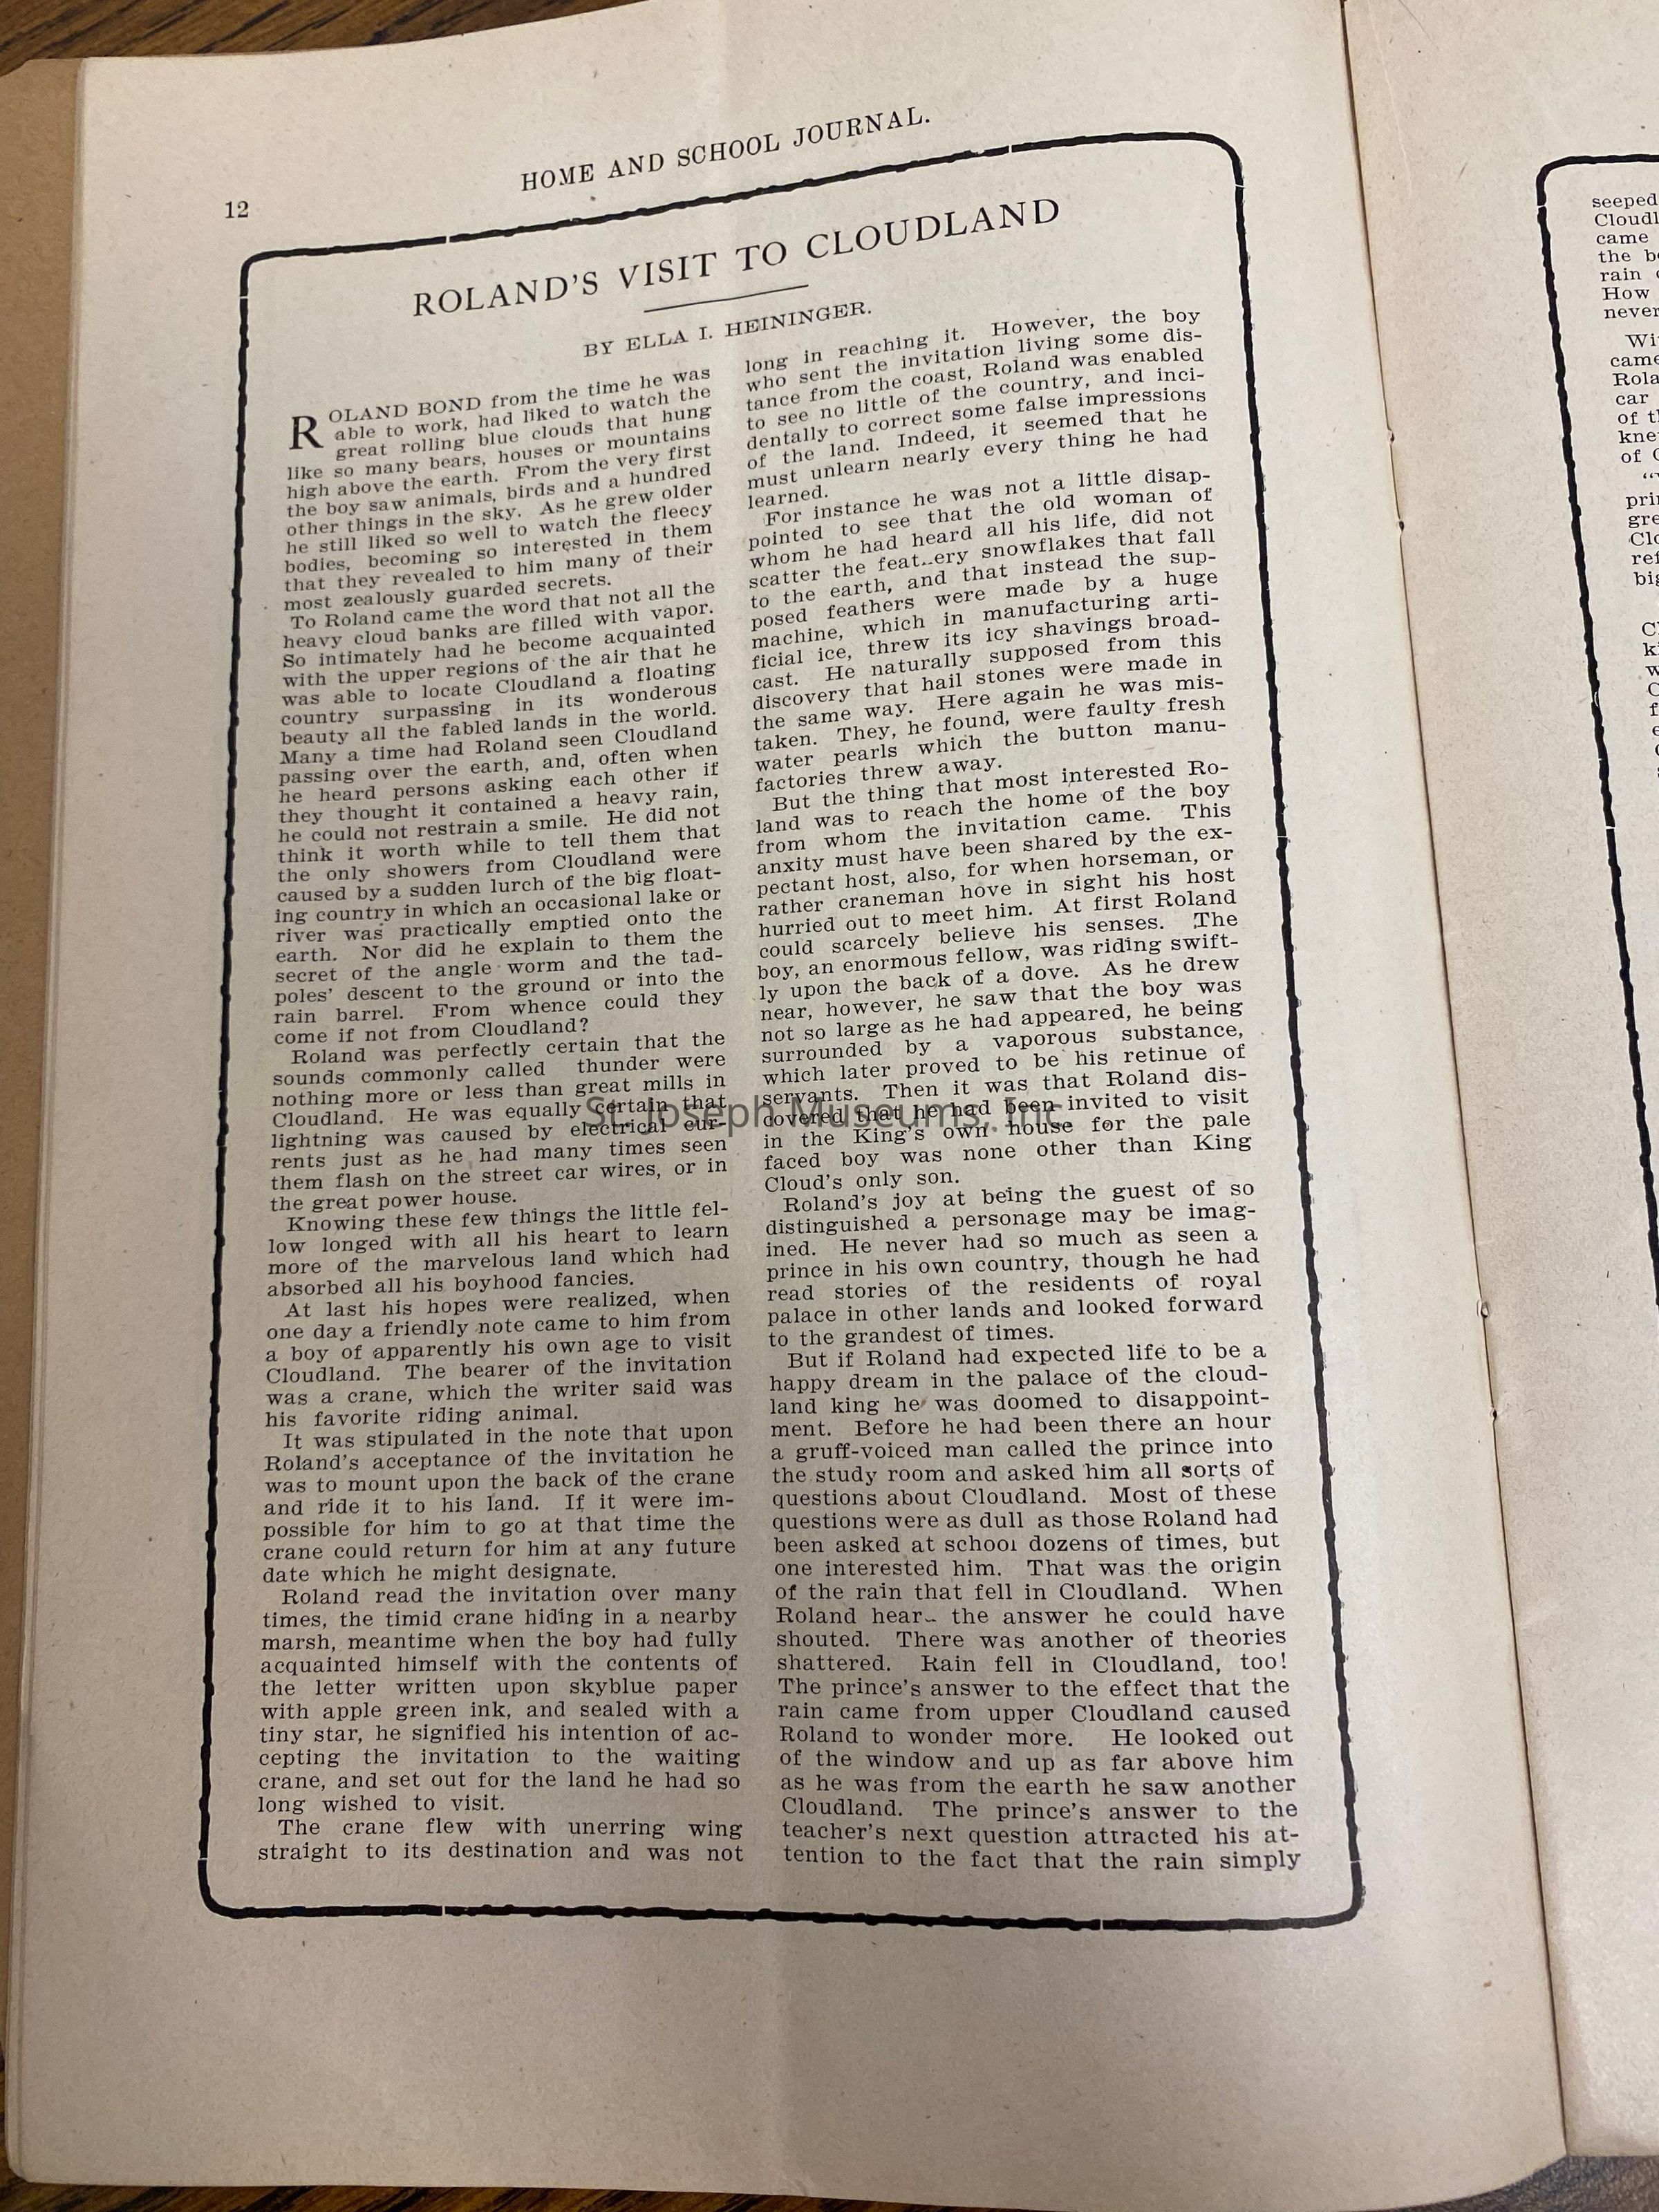 12
HOME AND SCHOOL JOURNAL.
ROLAND'S VISIT TO CLOUDLAND
BY ELLA I. HEININGER.
ROLAND BOND from the time he was
able to work, had liked to watch the
great rolling blue clouds that hung
like so many bears, houses or mountains
high above the earth. From the very first
the boy saw animals, birds and a hundred
other things in the sky. As he grew older
he still liked so well to watch the fleecy
bodies, becoming so interested in them
that they revealed to him many of their
most zealously guarded secrets.
To Roland came the word that not all the
heavy cloud banks are filled with vapor.
So intimately had he become acquainted
with the upper regions of the air that he
was able to locate Cloudland a floating
country surpassing in its wonderous
beauty all the fabled lands in the world.
Many a time had Roland seen Cloudland
passing over the earth, and, often when
he heard persons asking each other if
they thought it contained a heavy rain,
he could not restrain a smile. He did not
think it worth while to tell them that
the only showers from Cloudland were
caused by a sudden lurch of the big float-
ing country in which an occasional lake or
river was practically emptied onto the
earth. Nor did he explain to them the
secret of the angle worm and the tad-
poles' descent to the ground or into the
rain barrel. From whence could they
come if not from Cloudland?
Roland was perfectly certain that the
sounds commonly called thunder were
nothing more or less than great mills in
Cloudland. He was equally certain that
lightning was caused by electrical cur-
rents just as he had many times seen
them flash on the street car wires, or in
the great power house.
Knowing these few things the little fel-
low longed with all his heart to learn
more of the marvelous land which had
absorbed all his boyhood fancies.
At last his hopes were realized, when
one day a friendly note came to him from
a boy of apparently his own age to visit
Cloudland. The bearer of the invitation
was a crane, which the writer said was
his favorite riding animal.
It was stipulated in the note that upon
Roland's acceptance of the invitation he
was to mount upon the back of the crane
and ride it to his land. If it were im-
possible for him to go at that time the
crane could return for him at any future
date which he might designate.
Roland read the invitation over many
times, the timid crane hiding in a nearby
marsh, meantime when the boy had fully
acquainted himself with the contents of
the letter written upon skyblue paper
with apple green ink, and sealed with a
tiny star, he signified his intention of ac-
cepting the invitation to the waiting
crane, and set out for the land he had so
long wished to visit.
The crane flew with unerring wing
straight to its destination and was not
long in reaching it. However, the boy
who sent the invitation living some dis-
tance from the coast, Roland was enabled
to see no little of the country, and inci-
dentally to correct some false impressions
of the land. Indeed, it seemed that he
must unlearn nearly every thing he had
learned.
For instance he was not a little disap-
pointed to see that the old woman of
whom he had heard all his life, did not
scatter the feat..ery snowflakes that fall
to the earth, and that instead the sup-
posed feathers were made by a huge
machine, which in manufacturing arti-
ficial ice, threw its icy shavings broad-
cast. He naturally supposed from this
discovery that hail stones were made in
the same way. Here again he was mis-
taken. They, he found, were faulty fresh
water pearls which the button manu-
factories threw away.
But the thing that most interested Ro-
land was to reach the home of the boy
from whom the invitation came. This
anxity must have been shared by the ex-
pectant host, also, for when horseman, or
rather craneman hove in sight his host
hurried out to meet him. At first Roland
could scarcely believe his senses. The
boy, an enormous fellow, was riding swift-
ly upon the back of a dove. As he drew
near, however, he saw that the boy was
not so large as he had appeared, he being
surrounded by a vaporous substance,
which later proved to be his retinue of
servants. Then it was that Roland dis-
covered that he had been invited to visit
in the King's own house for the pale
faced boy was none other than King
Cloud's only son.
Roland's joy at being the guest of so
distinguished a personage may be imag-
ined. He never had so much as seen a
prince in his own country, though he had
read stories of the residents of royal
palace in other lands and looked forward
to the grandest of times.
But if Roland had expected life to be a
happy dream in the palace of the cloud-
land king he was doomed to disappoint-
ment. Before he had been there an hour
a gruff-voiced man called the prince into
the study room and asked him all sorts of
questions about Cloudland. Most of these
questions were as dull as those Roland had
been asked at school dozens of times, but
one interested him. That was the origin
of the rain that fell in Cloudland. When
Roland hear.. the answer he could have
shouted. There was another of theories
shattered. Rain fell in Cloudland, too!
The prince's answer to the effect that the
rain came from upper Cloudland caused
Roland to wonder more. He looked out
of the window and up as far above him
as he was from the earth he saw another
Cloudland. The prince's answer to the
teacher's next question attracted his at-
tention to the fact that the rain simply
St. Joseph Museums, Inc.
seeped
came
the
rain
How
never
came
car
of